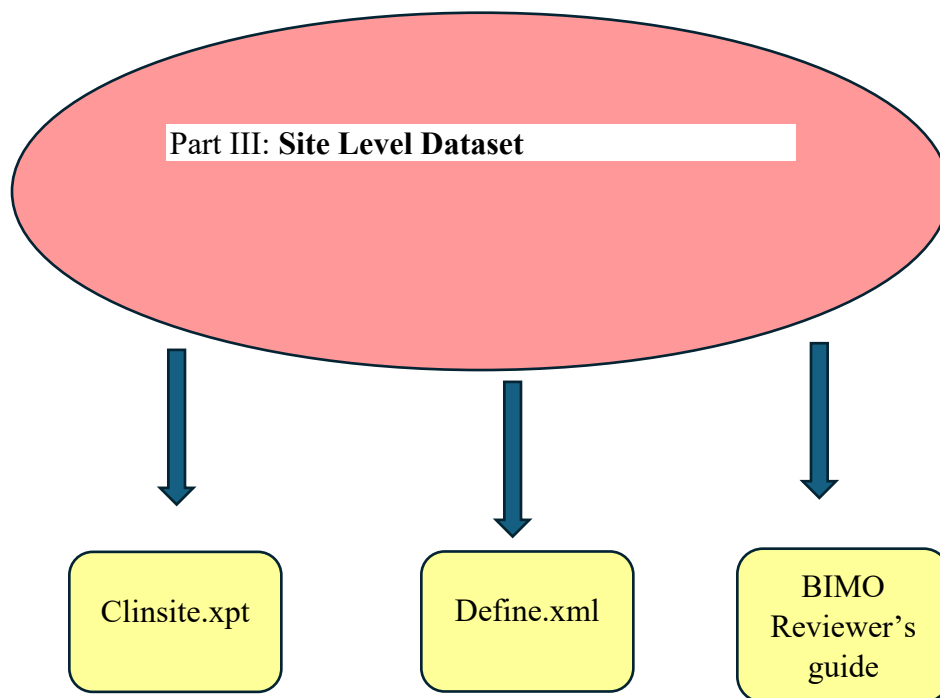 Part III: Site Level Dataset
Clinsite.xpt
Define.xml
BIMO
Reviewer’s
guide